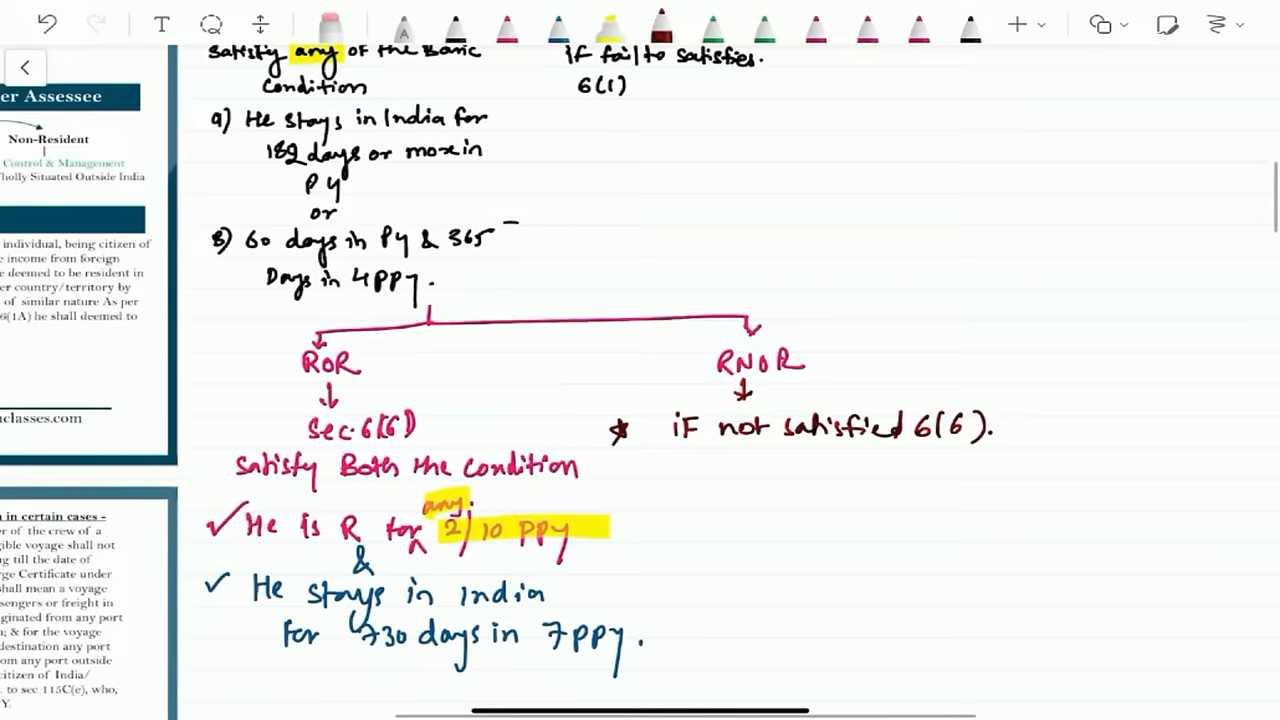 er Assessee
Non-Resident
Control & Management
holly Situated Outside India
individual, being citizen of
e income from foreign
e deemed to be resident in
er country/territory by
of similar nature As per
6(1A) he shall deemed to
nclasses.com
n in certain cases -
er of the crew of a
gible voyage shall not
ng till the date of
rge Certificate under
shall mean a voyage
sengers or freight in
ginated from any port
n; & for the voyage
destination any port
om any port outside
citizen of India/
. to sec 115C(e), who,
PY.
Satisfy any of the Basic
Condition
if fail to satisfies.
6(1)
a) He stays in India for
182 days or more in
PY
or
B) 60 days in PY & 365
Days in 4PPY.
ROR
Sec. 6(6)
Satisfy Both the condition
He is R for any 2/10 PPY
&
He stays in India
for 730 days in 7PPY.
RNOR
* if not satisfied 6(6).